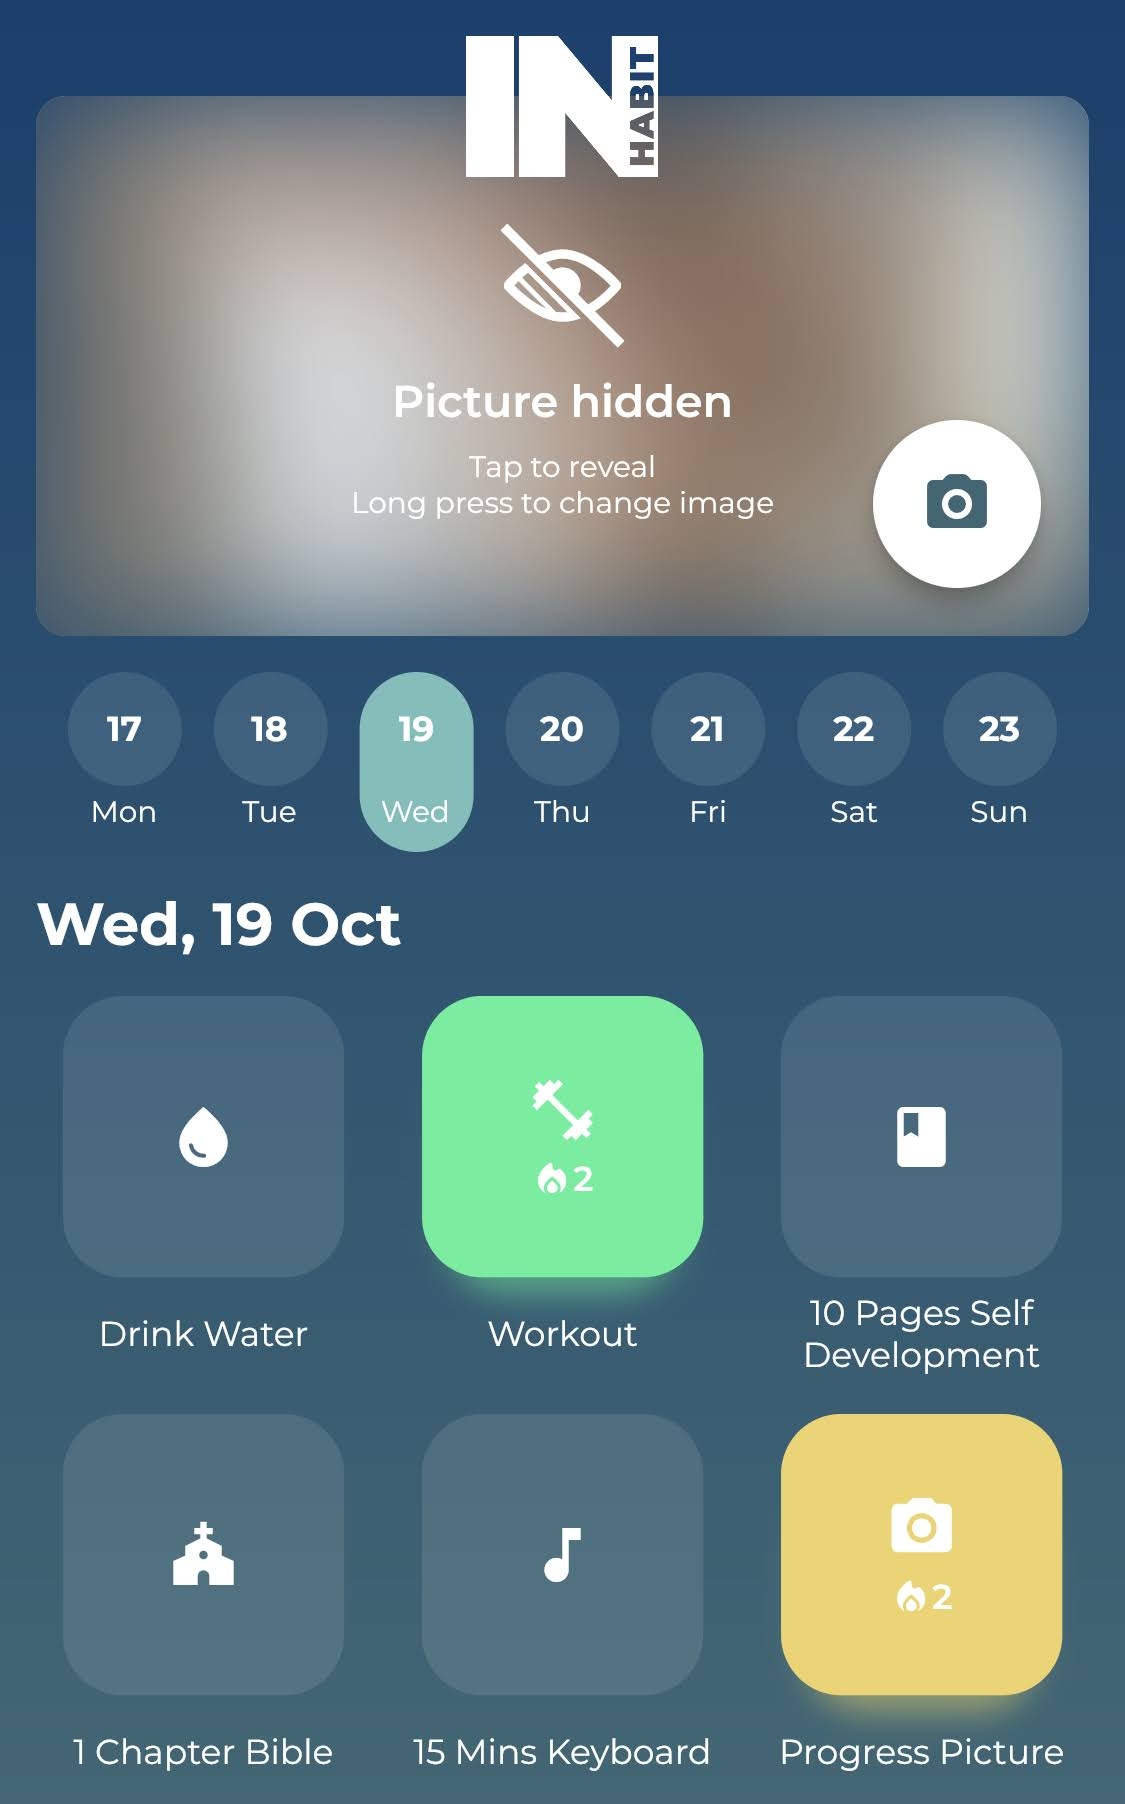 IN
HABIT
Picture hidden
Tap to reveal
Long press to change image
17 18 19 20 21 22 23
Mon Tue Wed Thu Fri Sat Sun
Wed, 19 Oct
2
Drink Water
Workout
10 Pages Self
Development
2
1 Chapter Bible
15 Mins Keyboard
Progress Picture